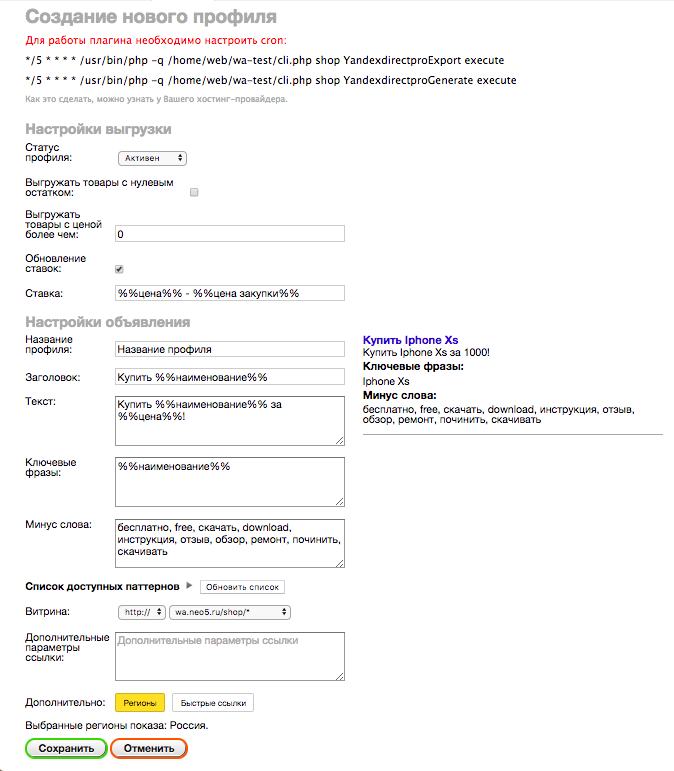 Создание нового профиля
Для работы плагина необходимо настроить cron:
*/5 * * * * /usr/bin/php -q /home/web/wa-test/cli.php shop YandexdirectproExport execute
*/5 * * * * /usr/bin/php -q /home/web/wa-test/cli.php shop YandexdirectproGenerate execute
Как это сделать, можно узнать у Вашего хостинг-провайдера.
Настройки выгрузки
Статус
профиля:
Активен
Выгружать товары с нулевым
остатком:
Выгружать
товары с ценой
более чем:
0
Обновление
ставок:
Ставка:
%%цена%% - %%цена закупки%%
Настройки объявления
Название
профиля:
Название профиля
Заголовок:
Купить %%наименование%%
Текст:
Купить %%наименование%% за
%%цена%%!
Ключевые
фразы:
%%наименование%%
Минус слова:
бесплатно, free, скачать, download,
инструкция, отзыв, обзор, ремонт, починить,
скачивать
Купить Iphone Xs
Купить Iphone Xs за 1000!
Ключевые фразы:
Iphone Xs
Минус слова:
бесплатно, free, скачать, download, инструкция, отзыв,
обзор, ремонт, починить, скачивать
Список доступных паттернов
Обновить список
Витрина:
http://
wa.neo5.ru/shop/*
Дополнительные
параметры
ссылки:
Дополнительные параметры ссылки
Дополнительно:
Регионы
Быстрые ссылки
Выбранные регионы показа: Россия.
Сохранить
Отменить